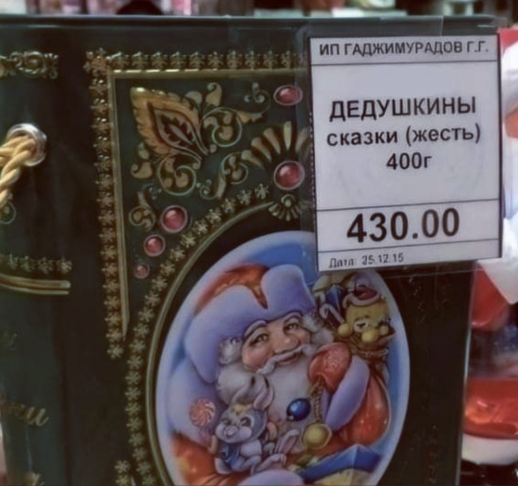 ИП ГАДЖИМУРАДОВ Г.Г.
ДЕДУШКИНЫ
сказки (жесть)
400г
430.00
Дата: 25.12.15